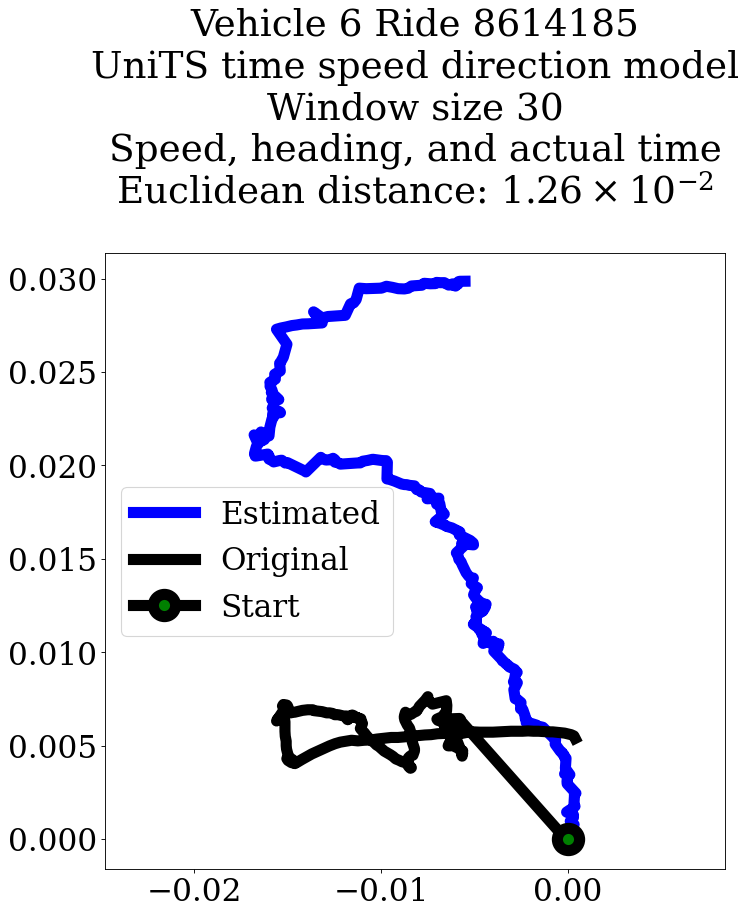 Vehicle 6 Ride 8614185
UniTS time speed direction model
Window size 30
Speed, heading, and actual time
Euclidean distance: 1.26 × 10⁻²
0.030
0.025
0.020
0.015
0.010
0.005
0.000
Estimated
Original
Start
−0.02
−0.01
0.00